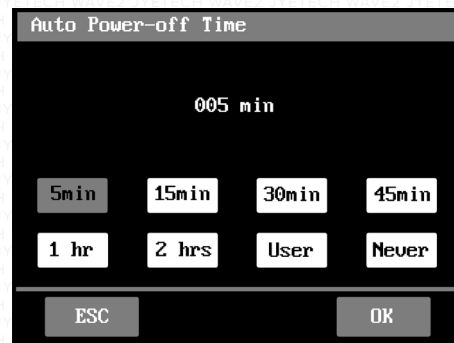 Auto Power-off Time
005 min
5min 15min 30min 45min
1 hr 2 hrs User Never
ESC OK